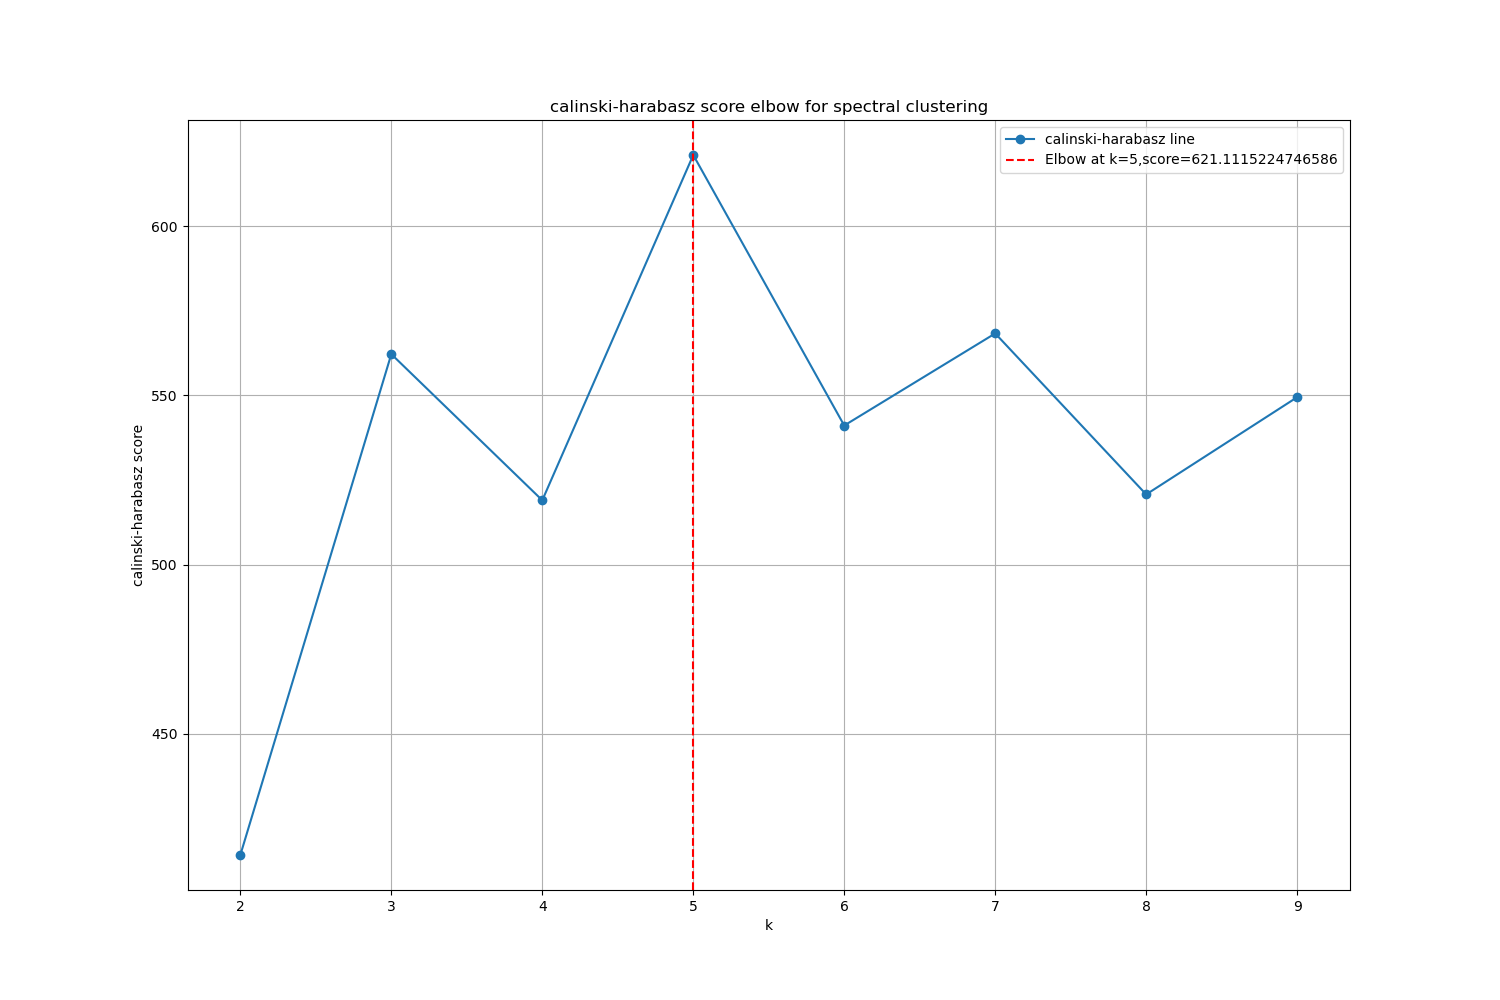 calinski-harabasz score elbow for spectral clustering
calinski-harabasz line
Elbow at k=5,score=621.1115224746586
600
550
500
450
calinski-harabasz score
2 3 4 5 6 7 8 9
k